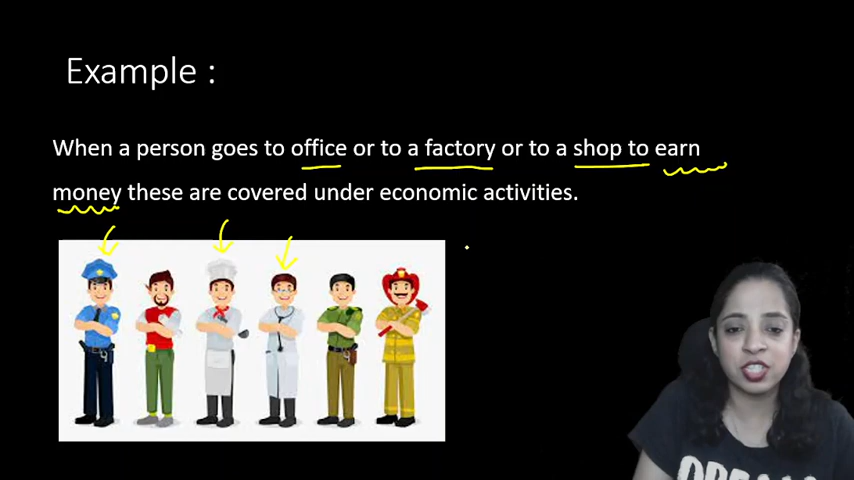 Example :
When a person goes to office or to a factory or to a shop to earn
money these are covered under economic activities.